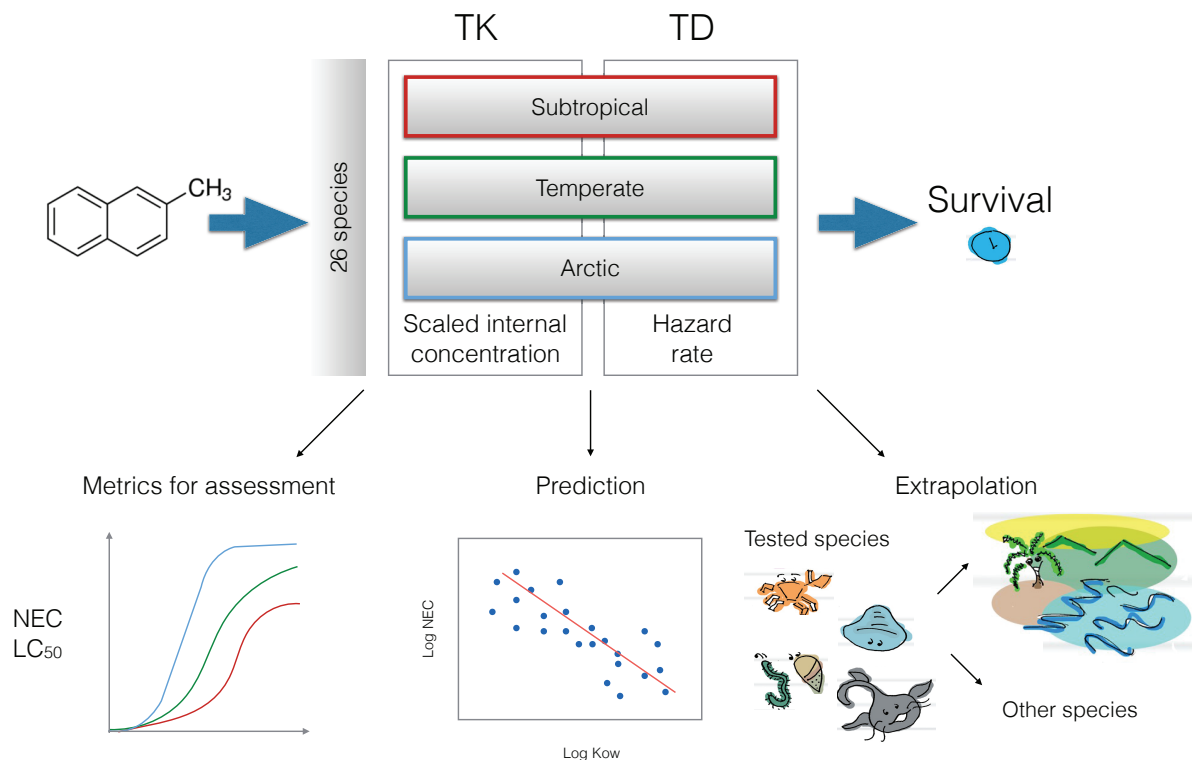 TK
TD
CH₃
26 species
Subtropical
Temperate
Arctic
Scaled internal
concentration
Hazard
rate
Survival
Metrics for assessment
Prediction
Extrapolation
NEC
LC₅₀
Log NEC
Log Kow
Tested species
Other species